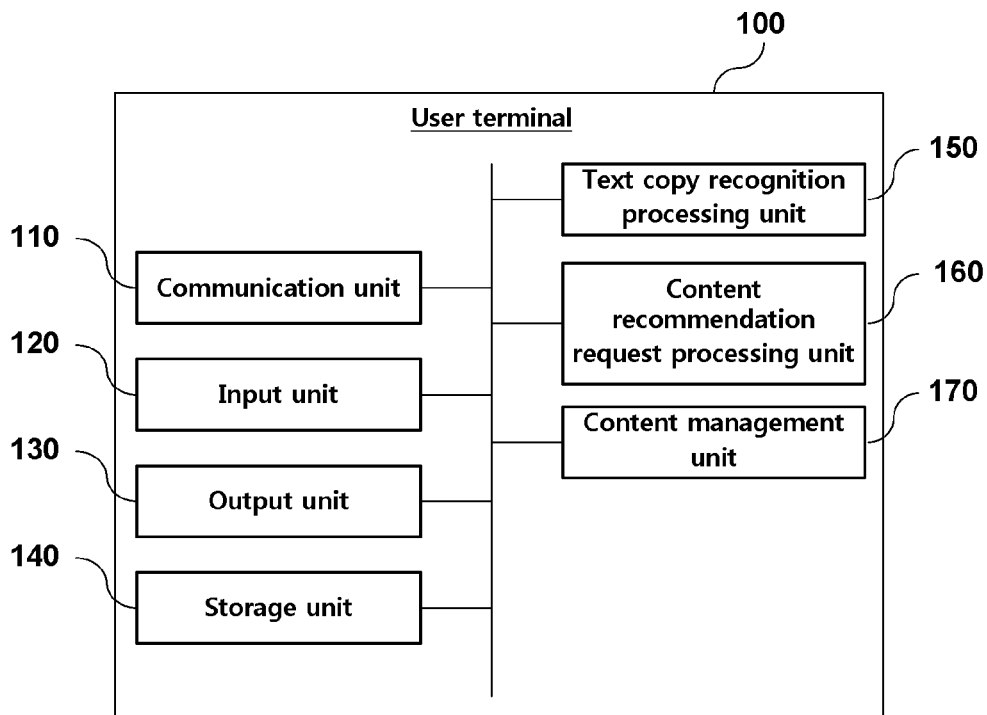 100
User terminal
150
Text copy recognition
processing unit
110
Communication unit
160
Content
recommendation
request processing unit
120
Input unit
170
Content management
unit
130
Output unit
140
Storage unit